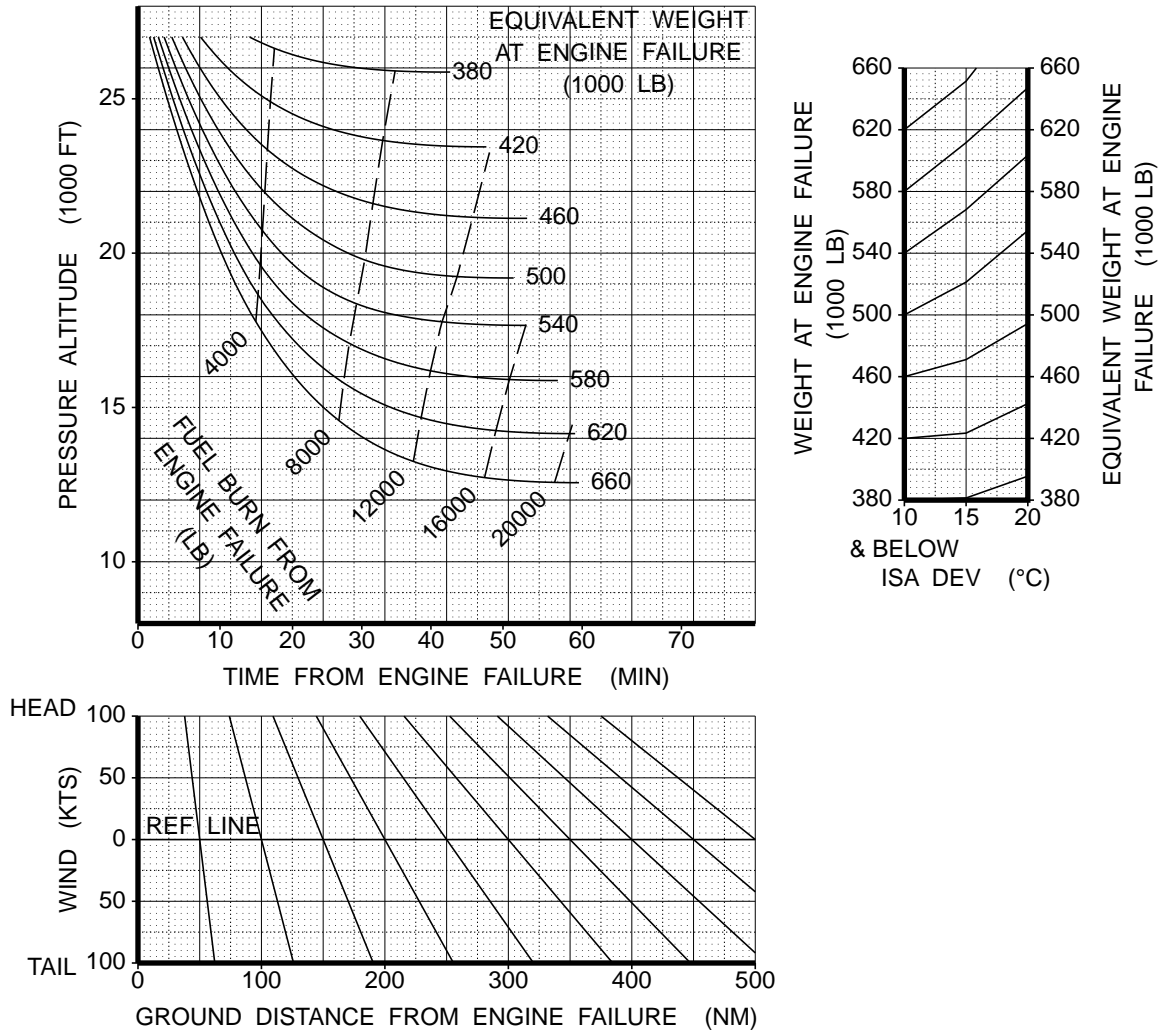 EQUIVALENT WEIGHT
AT ENGINE FAILURE
(1000 LB)
PRESSURE ALTITUDE (1000 FT)
25
20
15
10
380
420
460
500
540
580
620
660
4000
8000
12000
16000
20000
FUEL BURN FROM
ENGINE FAILURE
(LB)
0 10 20 30 40 50 60 70
TIME FROM ENGINE FAILURE (MIN)
WEIGHT AT ENGINE FAILURE
(1000 LB)
660
620
580
540
500
460
420
380
660
620
580
540
500
460
420
380
EQUIVALENT WEIGHT AT ENGINE
FAILURE (1000 LB)
10 15 20
& BELOW
ISA DEV (°C)
HEAD
WIND (KTS)
TAIL
100
50
0
50
100
REF LINE
0 100 200 300 400 500
GROUND DISTANCE FROM ENGINE FAILURE (NM)